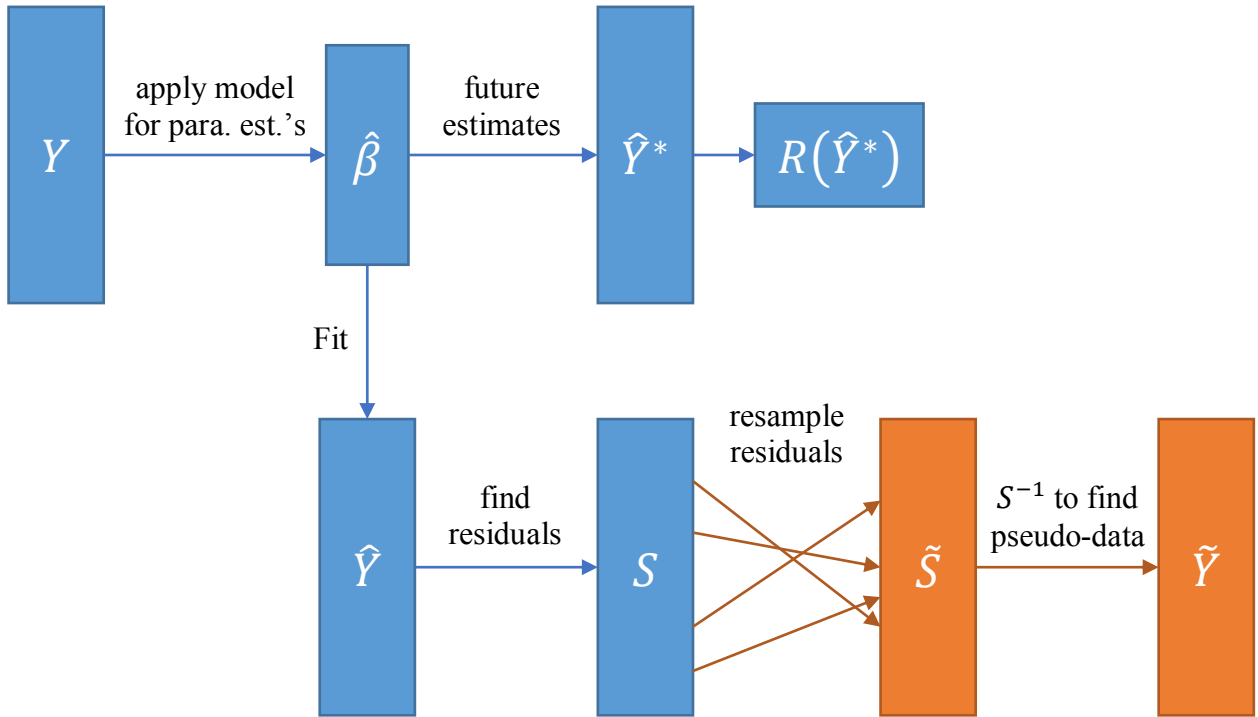 Y
apply model
for para. est.'s
β̂
future
estimates
Ŷ*
R(Ŷ*)
Fit
Ŷ
find
residuals
S
resample
residuals
S̃
S⁻¹ to find
pseudo-data
Ỹ